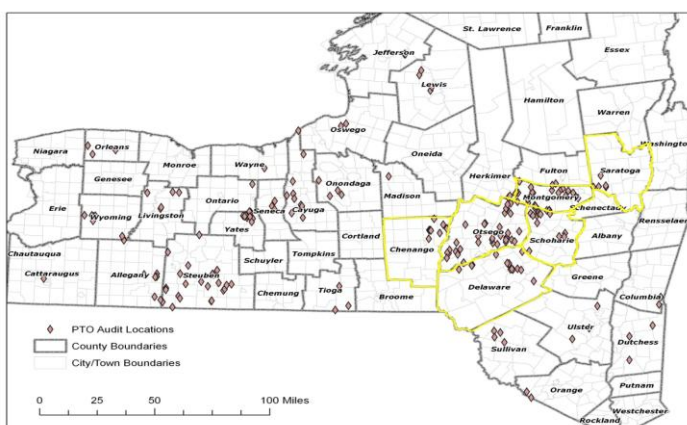 St. Lawrence
Franklin
Essex
Jefferson
Lewis
Hamilton
Warren
Washington
Oswego
Oneida
Herkimer
Fulton
Saratoga
Niagara
Orleans
Monroe
Wayne
Genesee
Onondaga
Madison
Montgomery
Schenectady
Erie
Wyoming
Livingston
Ontario
Seneca
Cayuga
Yates
Cortland
Chenango
Otsego
Schoharie
Albany
Rensselaer
Chautauqua
Cattaraugus
Allegany
Steuben
Schuyler
Tompkins
Chemung
Tioga
Broome
Delaware
Greene
Columbia
Ulster
Sullivan
Dutchess
Orange
Putnam
Rockland
Westchester
PTO Audit Locations
County Boundaries
City/Town Boundaries
0 50 100 Miles